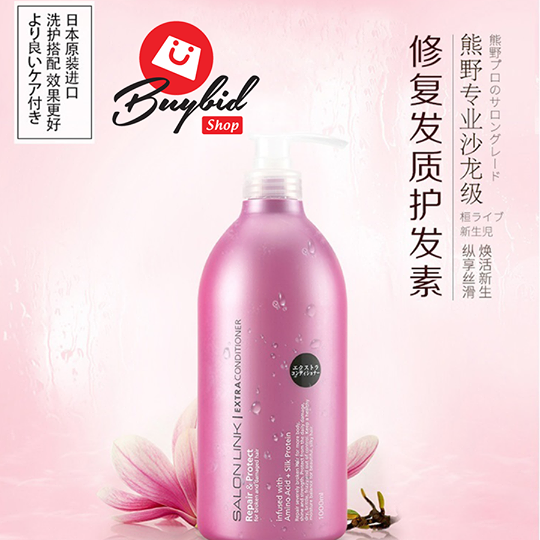 日本原装进口
洗护搭配 效果更好
より良いケア付き
Buybid
Shop
熊野プロのサロングレード
熊野专业沙龙级
修复发质护发素
桓ライブ
新生児
焕活新生
纵享丝滑
エクストラ
コンディショナー
SALON LINK | EXTRA CONDITIONER
Repair & Protect
for broken and damaged hair
Infused with
Amino Acid + Silk Protein
1000ml